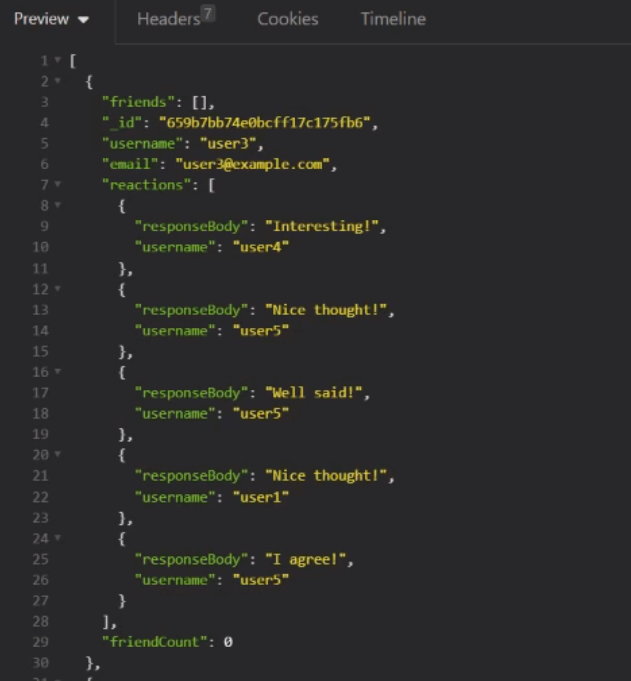 Preview ▼ Headers 7 Cookies Timeline
1 [
2 {
3 "friends": [],
4 "_id": "659b7bb74e0bcff17c175fb6",
5 "username": "user3",
6 "email": "user3@example.com",
7 "reactions": [
8 {
9 "responseBody": "Interesting!",
10 "username": "user4"
11 },
12 {
13 "responseBody": "Nice thought!",
14 "username": "user5"
15 },
16 {
17 "responseBody": "Well said!",
18 "username": "user5"
19 },
20 {
21 "responseBody": "Nice thought!",
22 "username": "user1"
23 },
24 {
25 "responseBody": "I agree!",
26 "username": "user5"
27 }
28 ],
29 "friendCount": 0
30 },